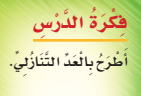 فِكْرَةُ الدَّرْسِ
أَطْرَحُ بِالْعَدِّ التَّنَازُلِيِّ.